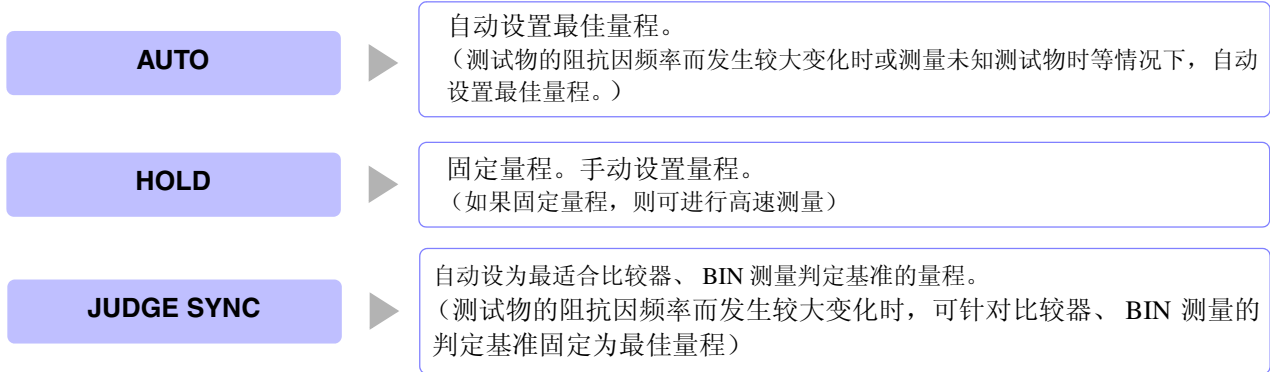 AUTO
自动设置最佳量程。
（测试物的阻抗因频率而发生较大变化时或测量未知测试物时等情况下，自动
设置最佳量程。）
HOLD
固定量程。手动设置量程。
（如果固定量程，则可进行高速测量）
JUDGE SYNC
自动设为最适合比较器、 BIN 测量判定基准的量程。
（测试物的阻抗因频率而发生较大变化时，可针对比较器、 BIN 测量的
判定基准固定为最佳量程）